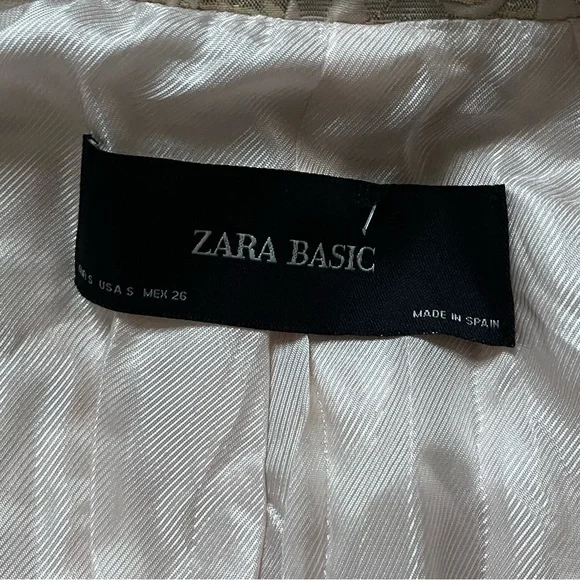 ZARA BASIC
S USA S MEX 26
MADE IN SPAIN